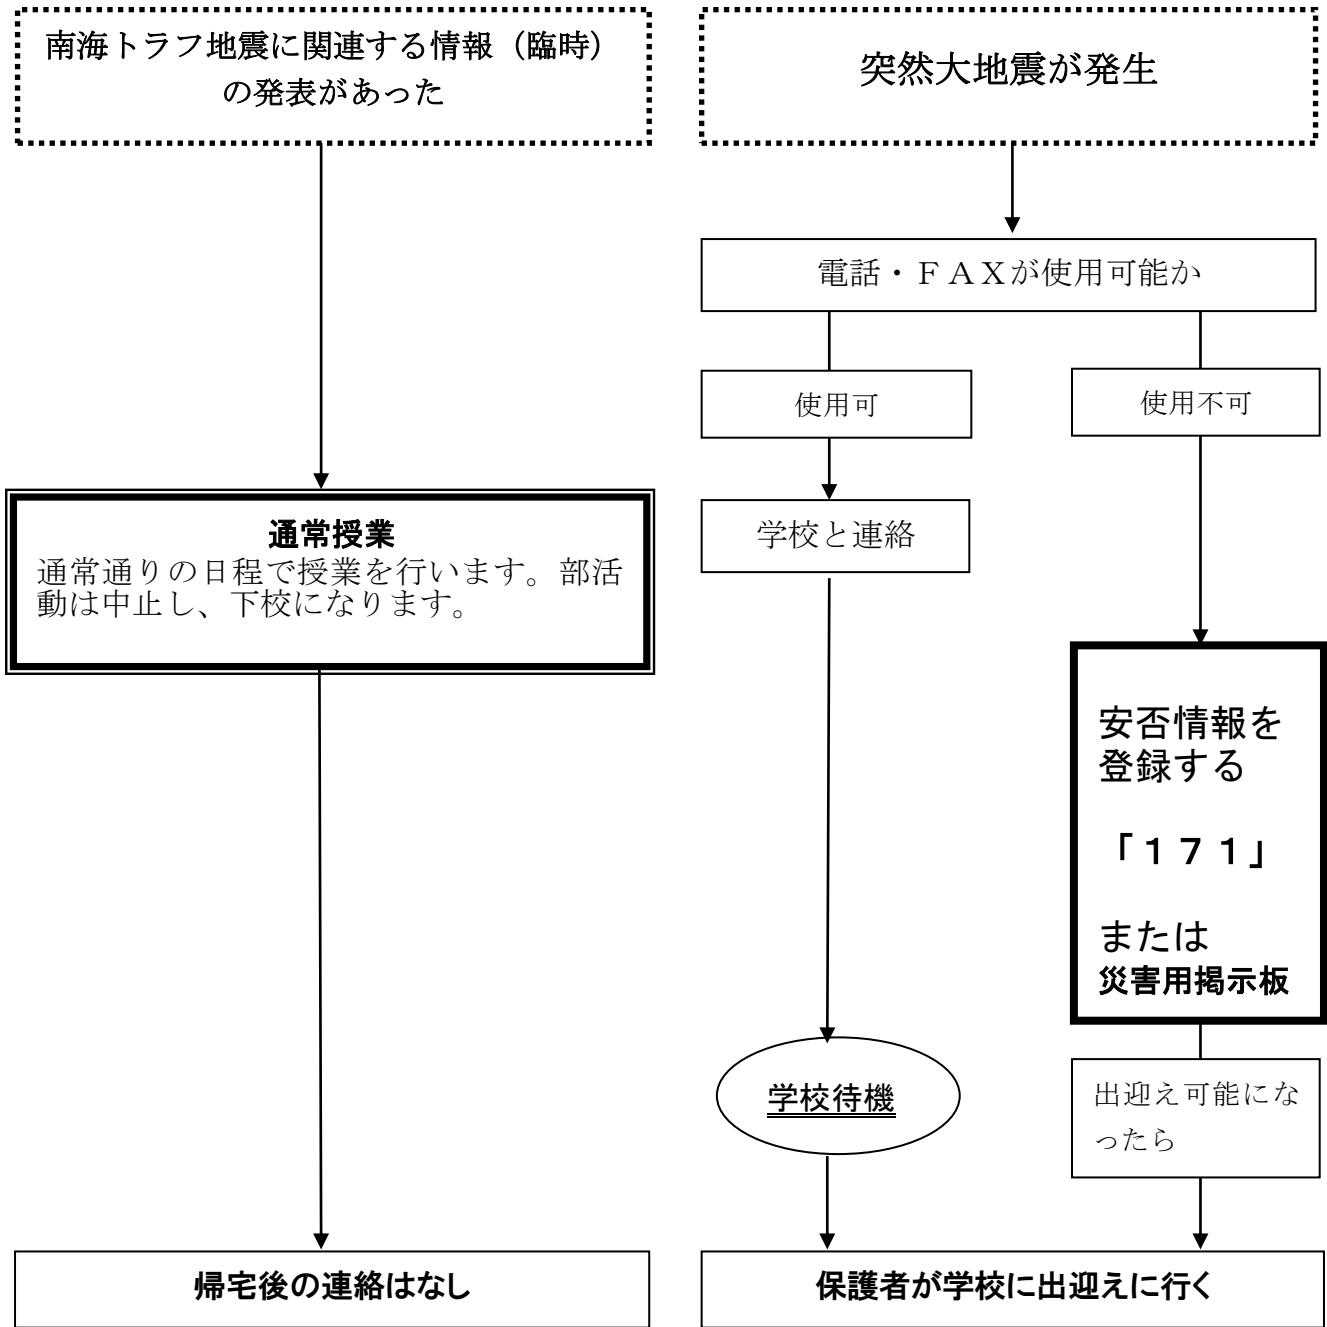 南海トラフ地震に関連する情報（臨時）
の発表があった
通常授業
通常通りの日程で授業を行います。部活
動は中止し、下校になります。
帰宅後の連絡はなし
突然大地震が発生
電話・ＦＡＸが使用可能か
使用可
使用不可
学校と連絡
安否情報を
登録する
「１７１」
または
災害用掲示板
学校待機
出迎え可能にな
ったら
保護者が学校に出迎えに行く